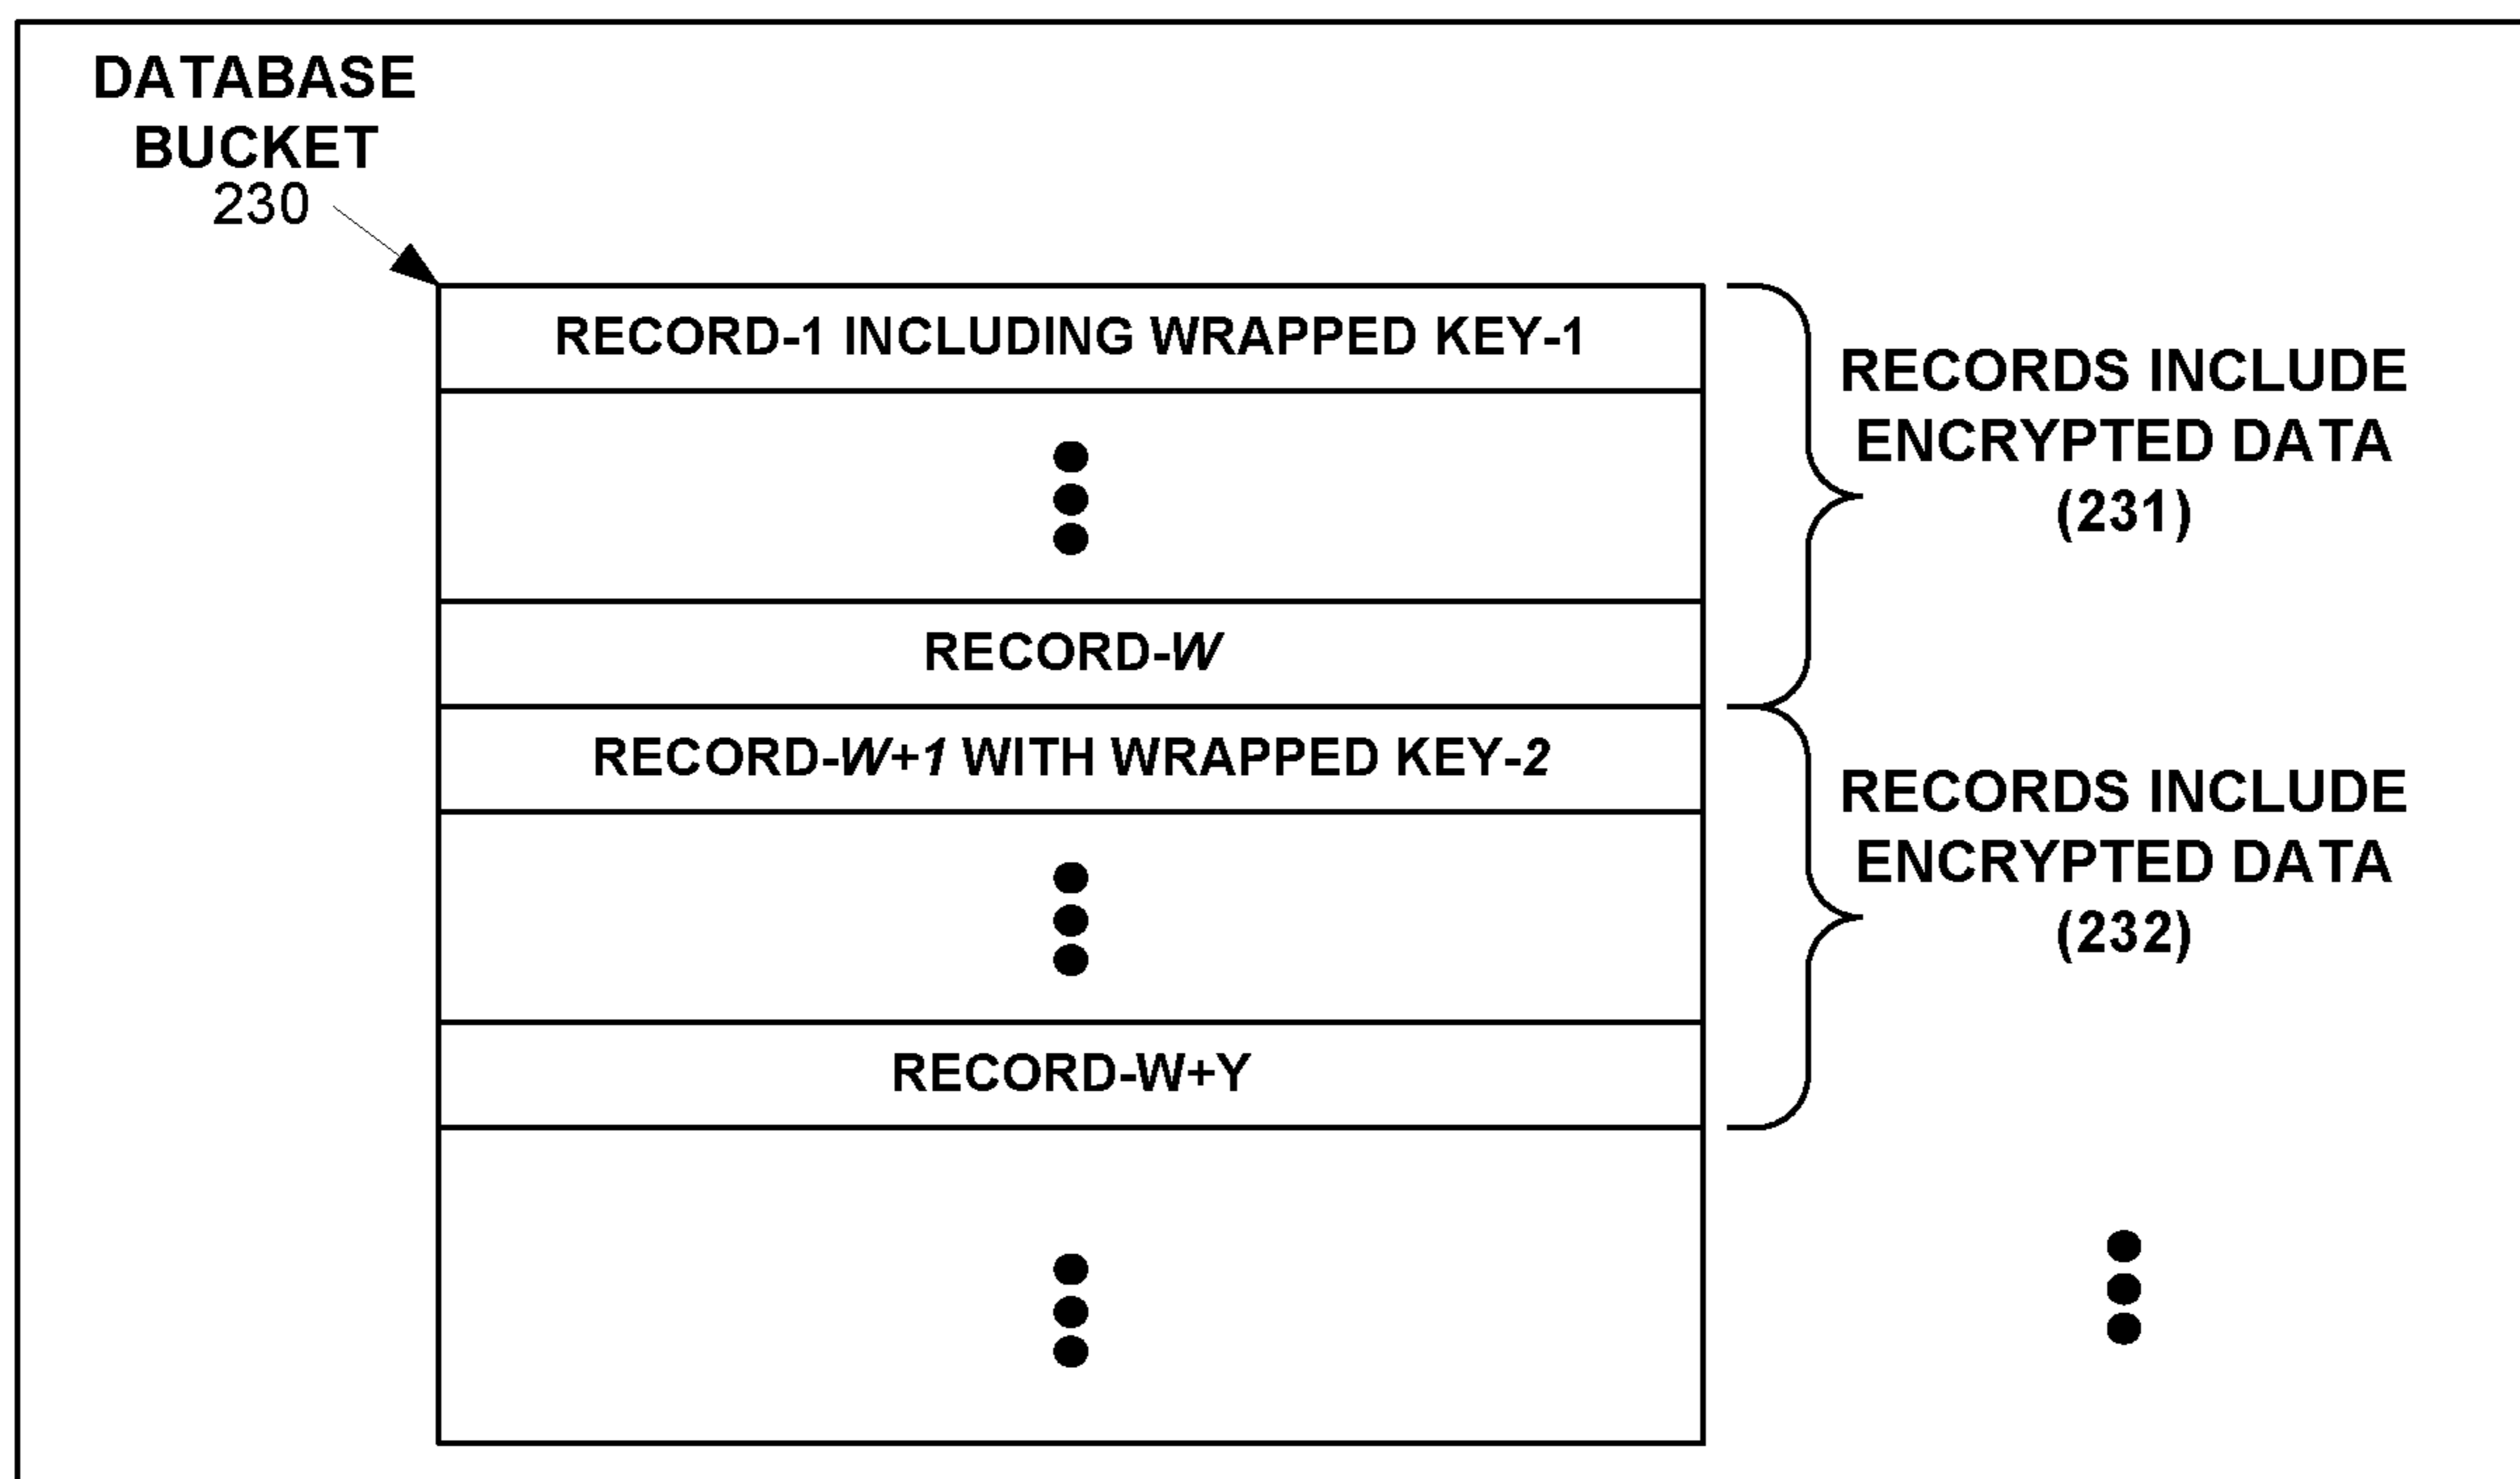 DATABASE
BUCKET
230
RECORD-1 INCLUDING WRAPPED KEY-1
RECORDS INCLUDE
ENCRYPTED DATA
(231)
RECORD-W
RECORD-W+1 WITH WRAPPED KEY-2
RECORDS INCLUDE
ENCRYPTED DATA
(232)
RECORD-W+Y